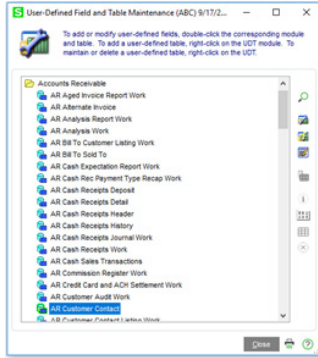 User-Defined Field and Table Maintenance (ABC) 9/17/2...
To add or modify user-defined fields, double-click the corresponding module
and table. To add a user-defined table, right-click on the UDT module. To
maintain or delete a user-defined table, right-click on the UDT.
Accounts Receivable
AR Aged Invoice Report Work
AR Alternate Invoice
AR Analysis Report Work
AR Analysis Work
AR Bill To Customer Listing Work
AR Bill To Sold To
AR Cash Expectation Report Work
AR Cash Rec Payment Type Recap Work
AR Cash Receipts Deposit
AR Cash Receipts Detail
AR Cash Receipts Header
AR Cash Receipts History
AR Cash Receipts Journal Work
AR Cash Receipts Work
AR Cash Sales Transactions
AR Commission Register Work
AR Credit Card and ACH Settlement Work
AR Customer Audit Work
AR Customer Contact
AR Customer Contact Listing Work
Close